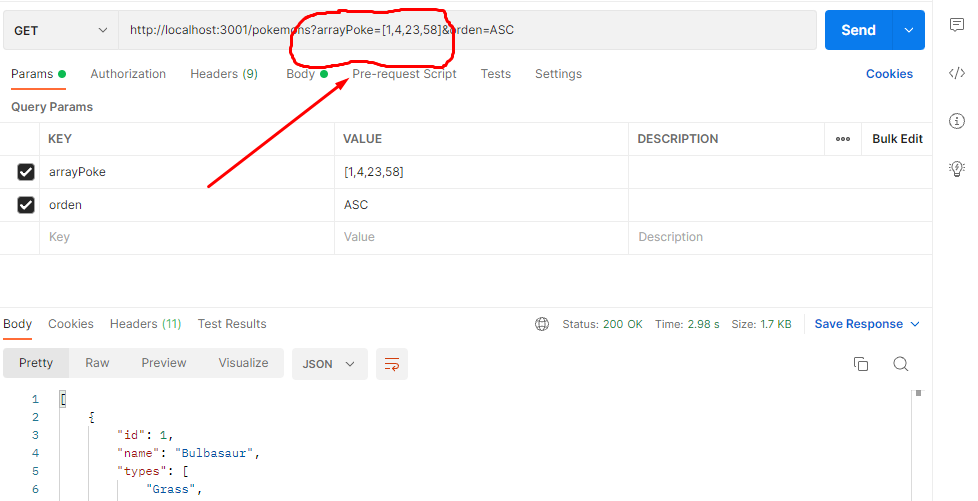 GET http://localhost:3001/pokemons?arrayPoke=[1,4,23,58]&orden=ASC Send
Params Authorization Headers (9) Body Pre-request Script Tests Settings Cookies
Query Params
KEY VALUE DESCRIPTION ••• Bulk Edit
arrayPoke [1,4,23,58]
orden ASC
Key Value Description
Body Cookies Headers (11) Test Results Status: 200 OK Time: 2.98 s Size: 1.7 KB Save Response
Pretty Raw Preview Visualize JSON
1 [
2 {
3 "id": 1,
4 "name": "Bulbasaur",
5 "types": [
6 "Grass",